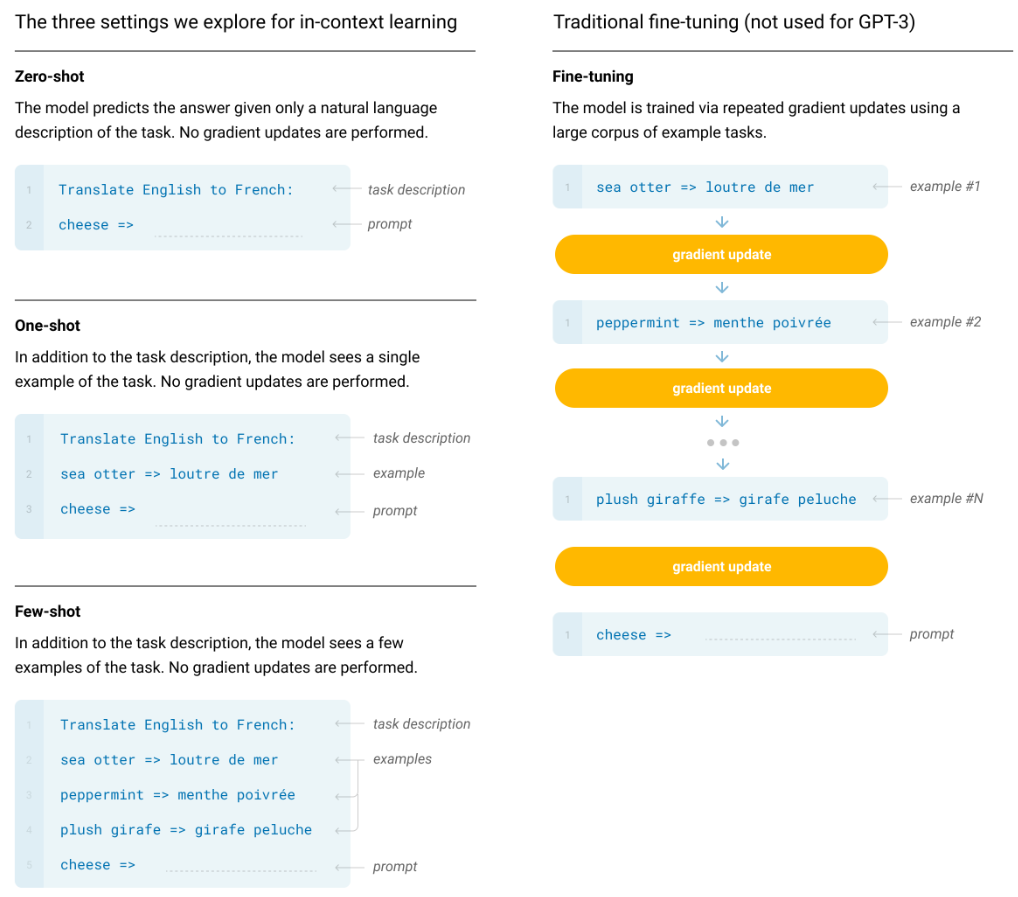 The three settings we explore for in-context learning
Zero-shot
The model predicts the answer given only a natural language
description of the task. No gradient updates are performed.
1 Translate English to French: task description
2 cheese => prompt
One-shot
In addition to the task description, the model sees a single
example of the task. No gradient updates are performed.
1 Translate English to French: task description
2 sea otter => loutre de mer example
3 cheese => prompt
Few-shot
In addition to the task description, the model sees a few
examples of the task. No gradient updates are performed.
1 Translate English to French: task description
2 sea otter => loutre de mer examples
3 peppermint => menthe poivrée
4 plush girafe => girafe peluche
5 cheese => prompt
Traditional fine-tuning (not used for GPT-3)
Fine-tuning
The model is trained via repeated gradient updates using a
large corpus of example tasks.
1 sea otter => loutre de mer example #1
gradient update
1 peppermint => menthe poivrée example #2
gradient update
1 plush giraffe => girafe peluche example #N
gradient update
1 cheese => prompt